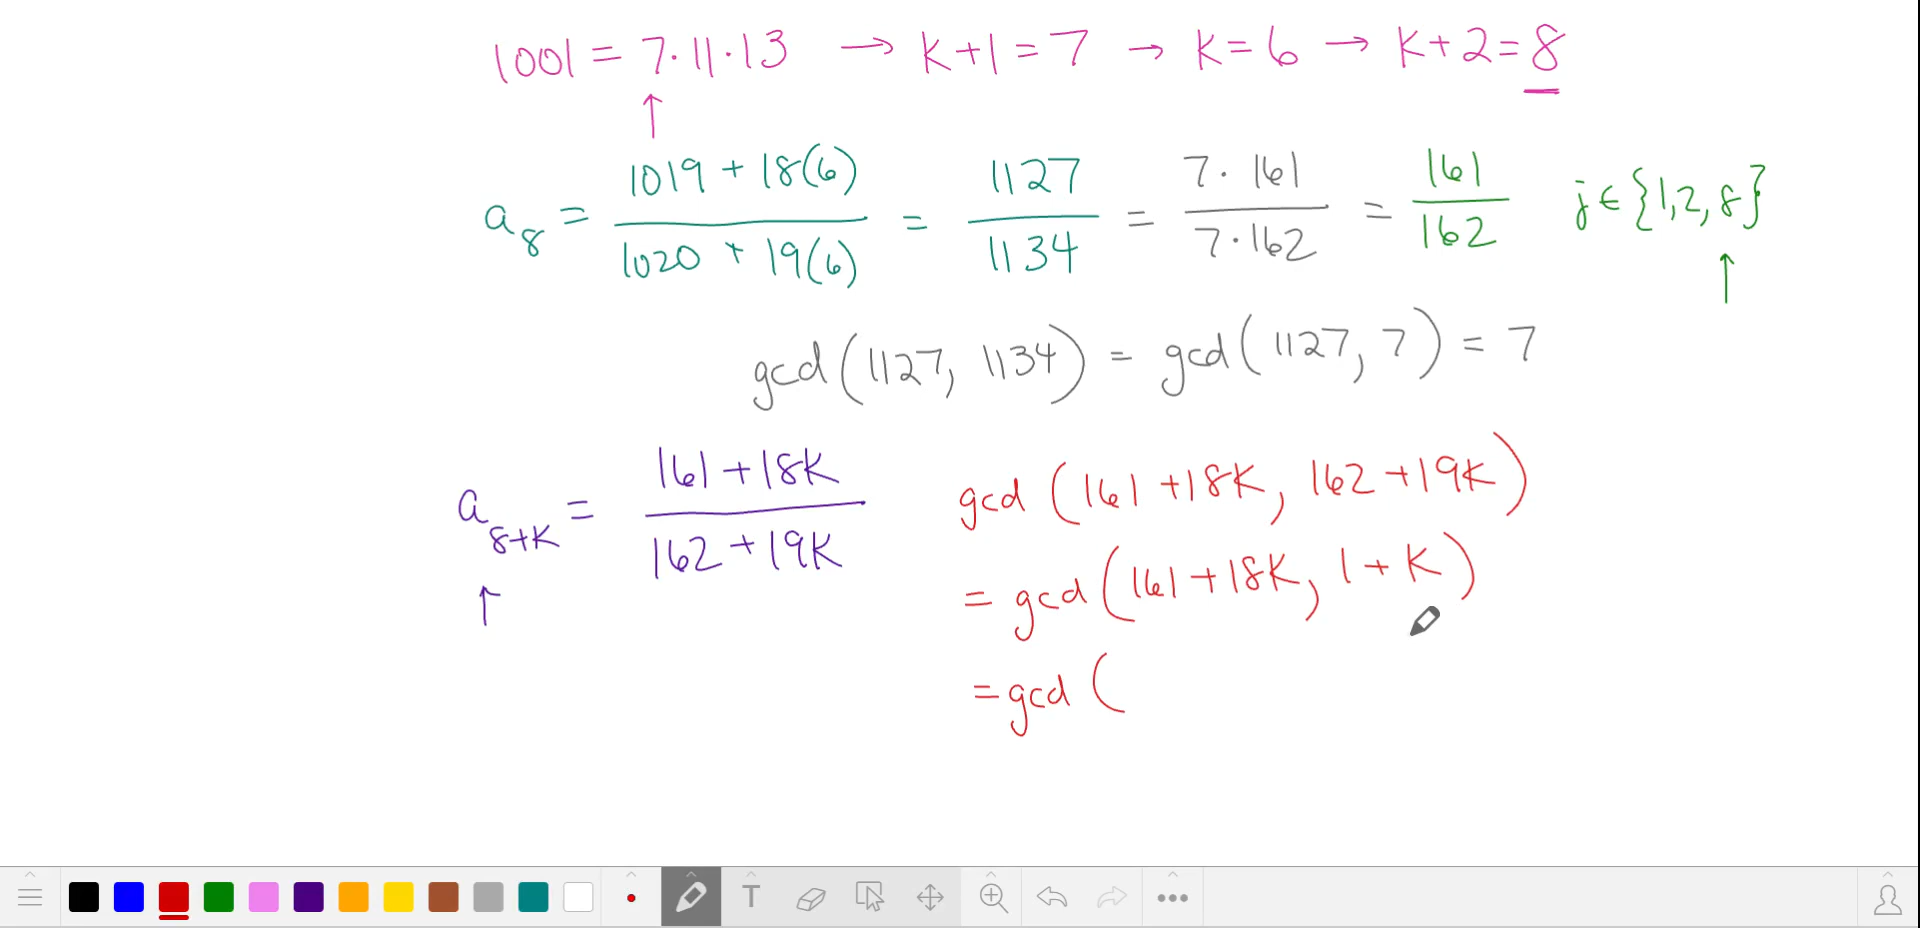 1001 = 7·11·13 → k+1 = 7 → k = 6 → k+2 = 8
a_8 = (1019 + 18(6))/(1020 + 19(6)) = 1127/1134 = (7·161)/(7·162) = 161/162 j ∈ {1,2,8}
gcd(1127, 1134) = gcd(1127, 7) = 7
a_{8+k} = (161+18k)/(162+19k) gcd(161+18k, 162+19k)
= gcd(161+18k, 1+k)
= gcd(
T